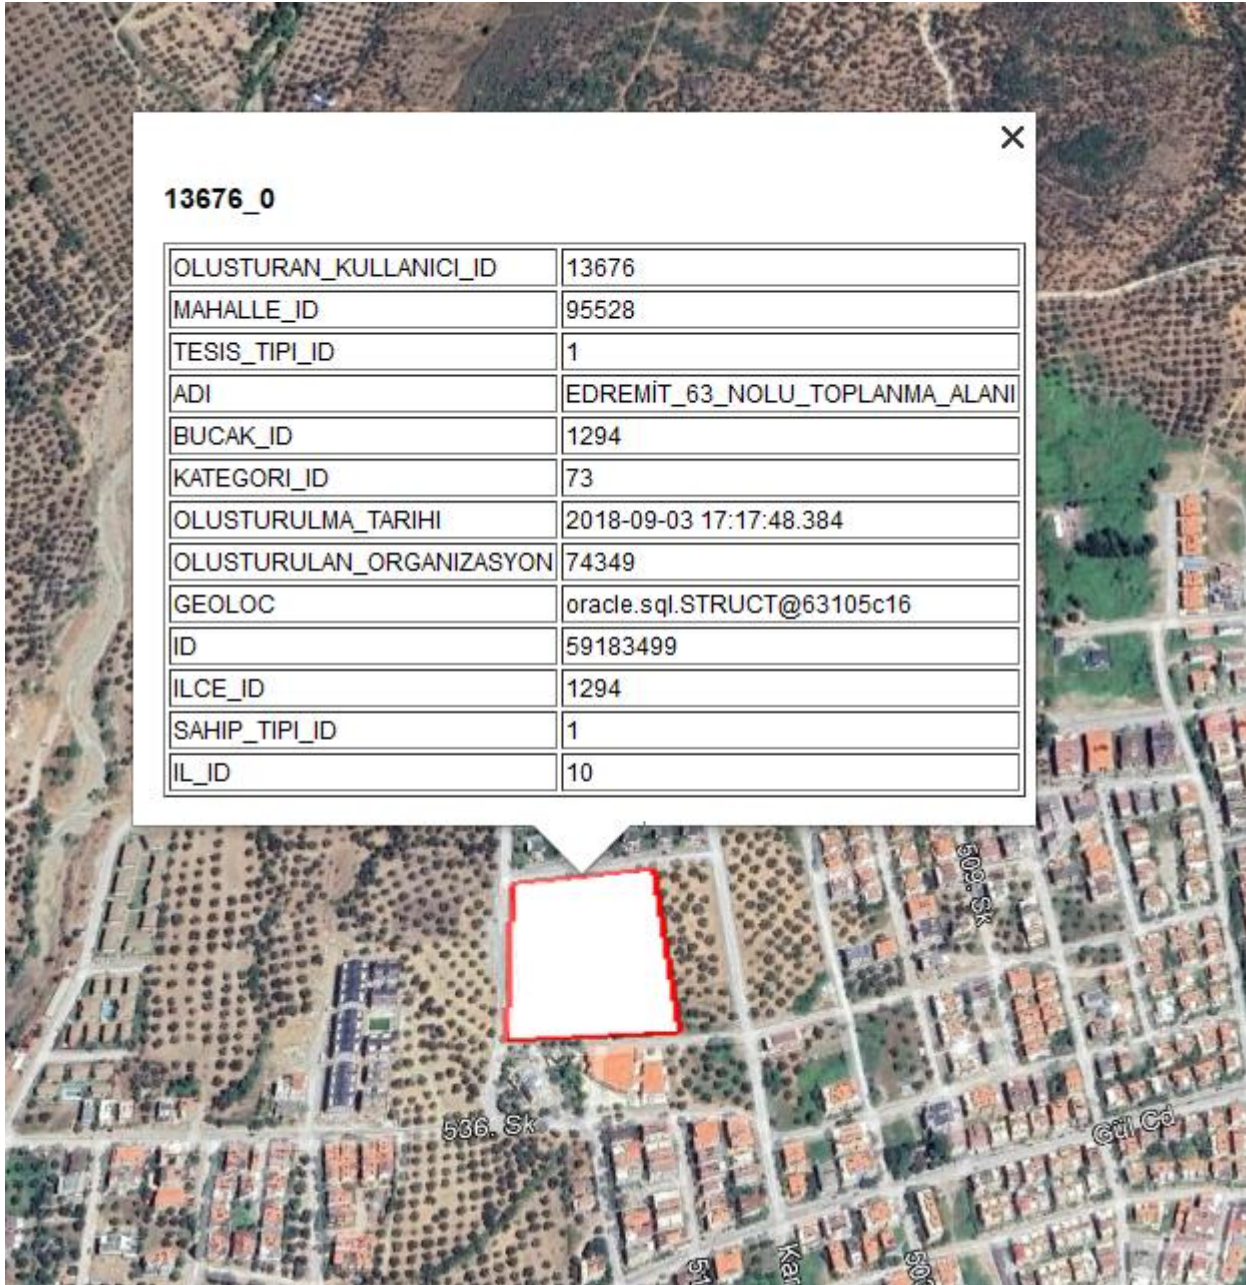 13676_0
OLUSTURAN_KULLANICI_ID 13676
MAHALLE_ID 95528
TESIS_TIPI_ID 1
ADI EDREMİT_63_NOLU_TOPLANMA_ALANI
BUCAK_ID 1294
KATEGORI_ID 73
OLUSTURULMA_TARIHI 2018-09-03 17:17:48.384
OLUSTURULAN_ORGANIZASYON 74349
GEOLOC oracle.sql.STRUCT@63105c16
ID 59183499
ILCE_ID 1294
SAHIP_TIPI_ID 1
IL_ID 10
509. Sk
536. Sk
Gül Cd